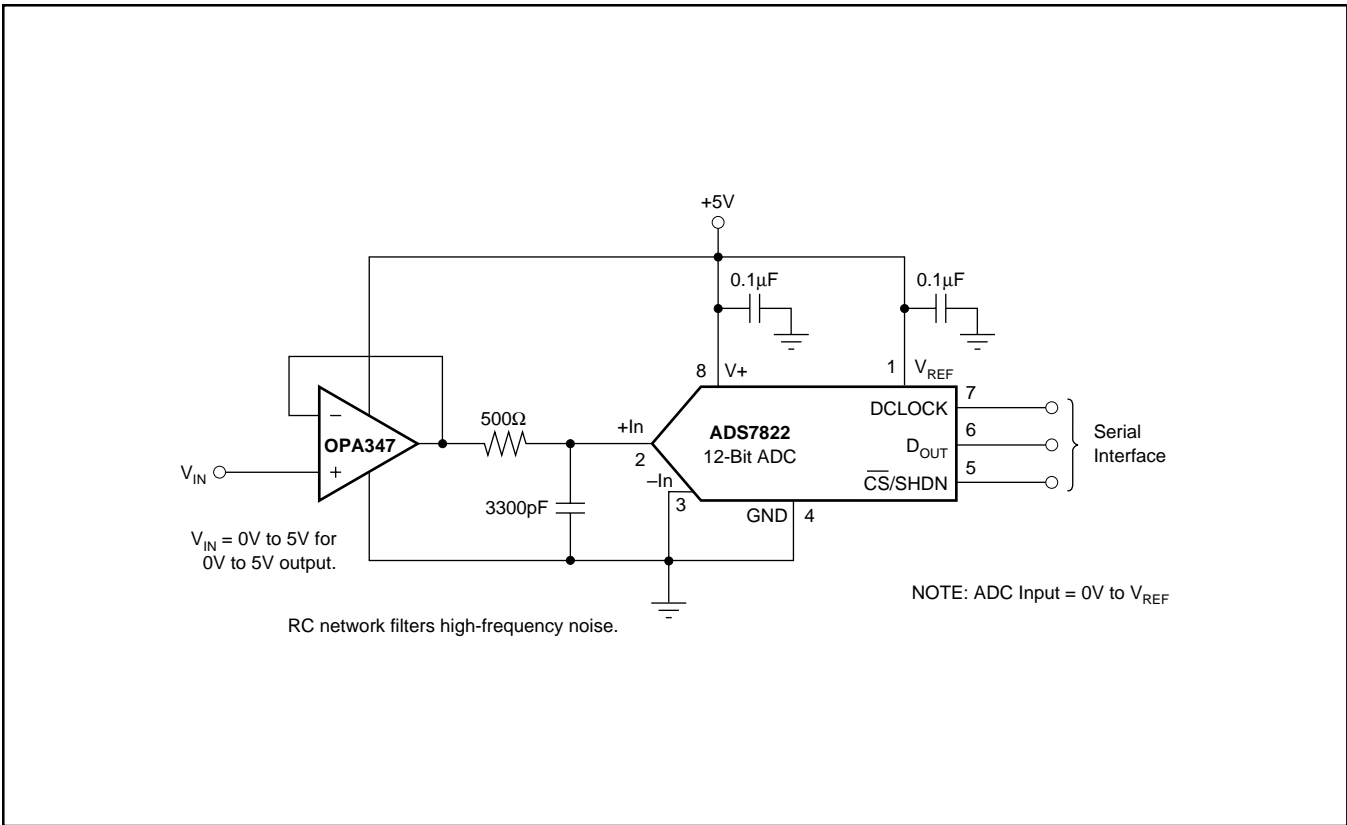 +5V
0.1μF
0.1μF
8
V+
1
VREF
7
DCLOCK
500Ω
+In
ADS7822
6
DOUT
Serial
–
OPA347
2
12-Bit ADC
Interface
VIN
+
–In
5
CS/SHDN
3
3300pF
GND
4
VIN = 0V to 5V for
0V to 5V output.
NOTE: ADC Input = 0V to VREF
RC network filters high-frequency noise.